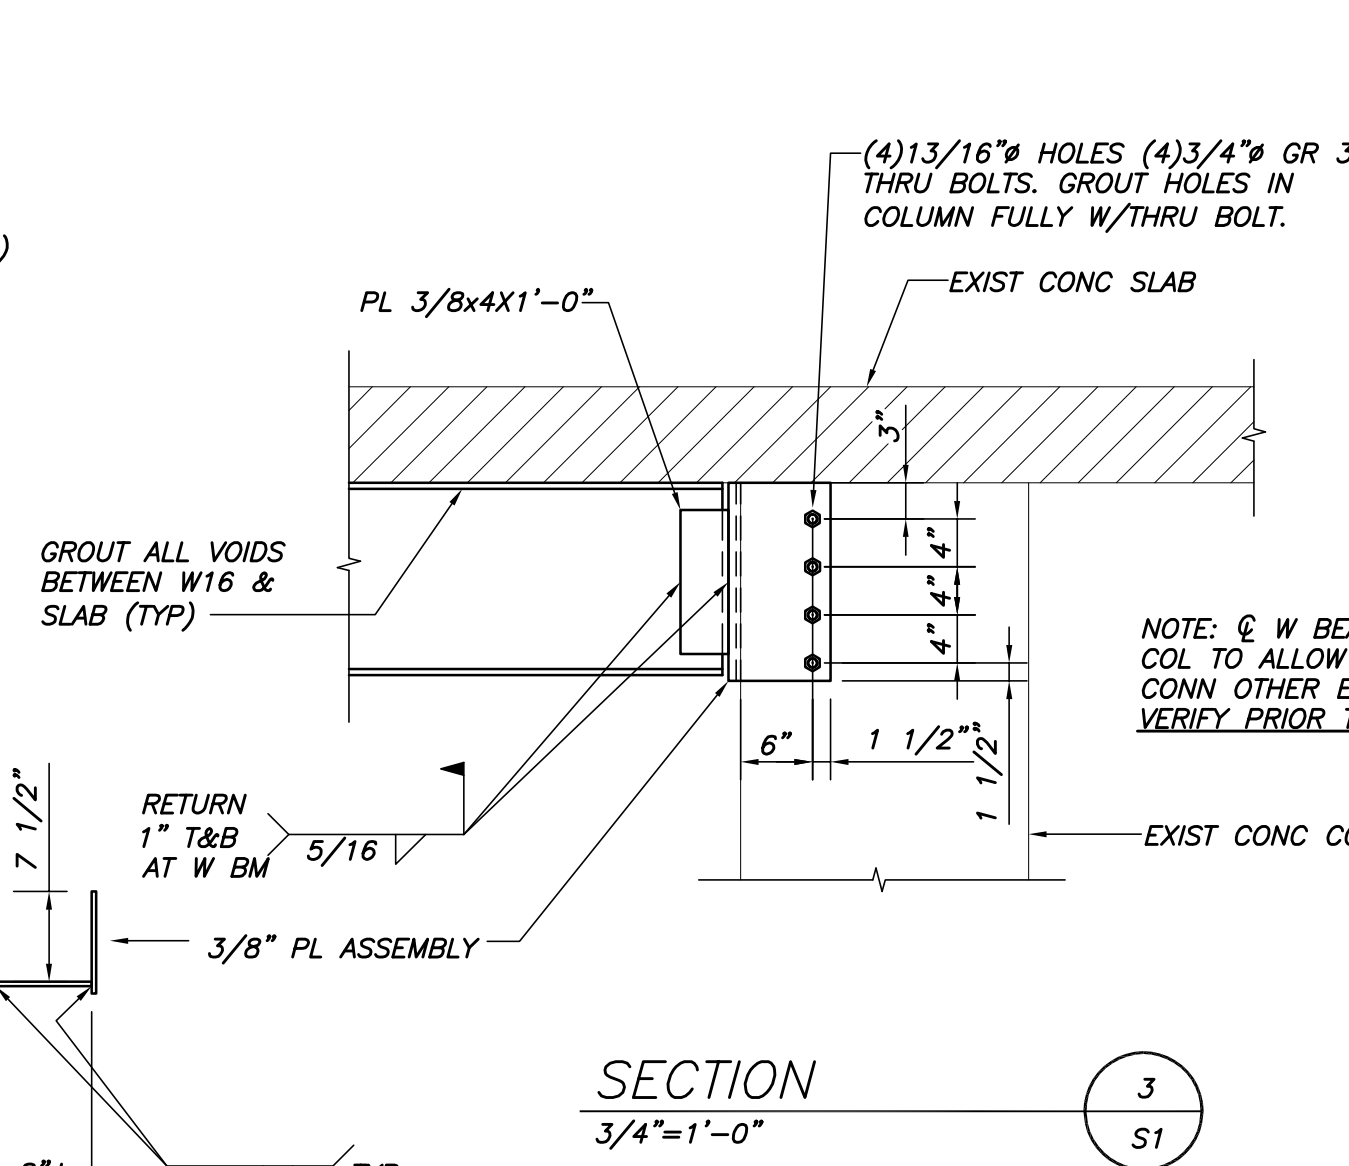 )
(4)13/16"ø HOLES (4)3/4"ø GR 3
THRU BOLTS. GROUT HOLES IN
COLUMN FULLY W/THRU BOLT.
EXIST CONC SLAB
PL 3/8x4X1'-0"
3"
GROUT ALL VOIDS
BETWEEN W16 &
SLAB (TYP)
4"
4"
4"
NOTE: ℄ W BEA
COL TO ALLOW
CONN OTHER E
VERIFY PRIOR T
6"
1 1/2"
1 1/2"
7 1/2"
RETURN
1" T&B
AT W BM
5/16
EXIST CONC CO
3/8" PL ASSEMBLY
SECTION
3/4"=1'-0"
3
S1